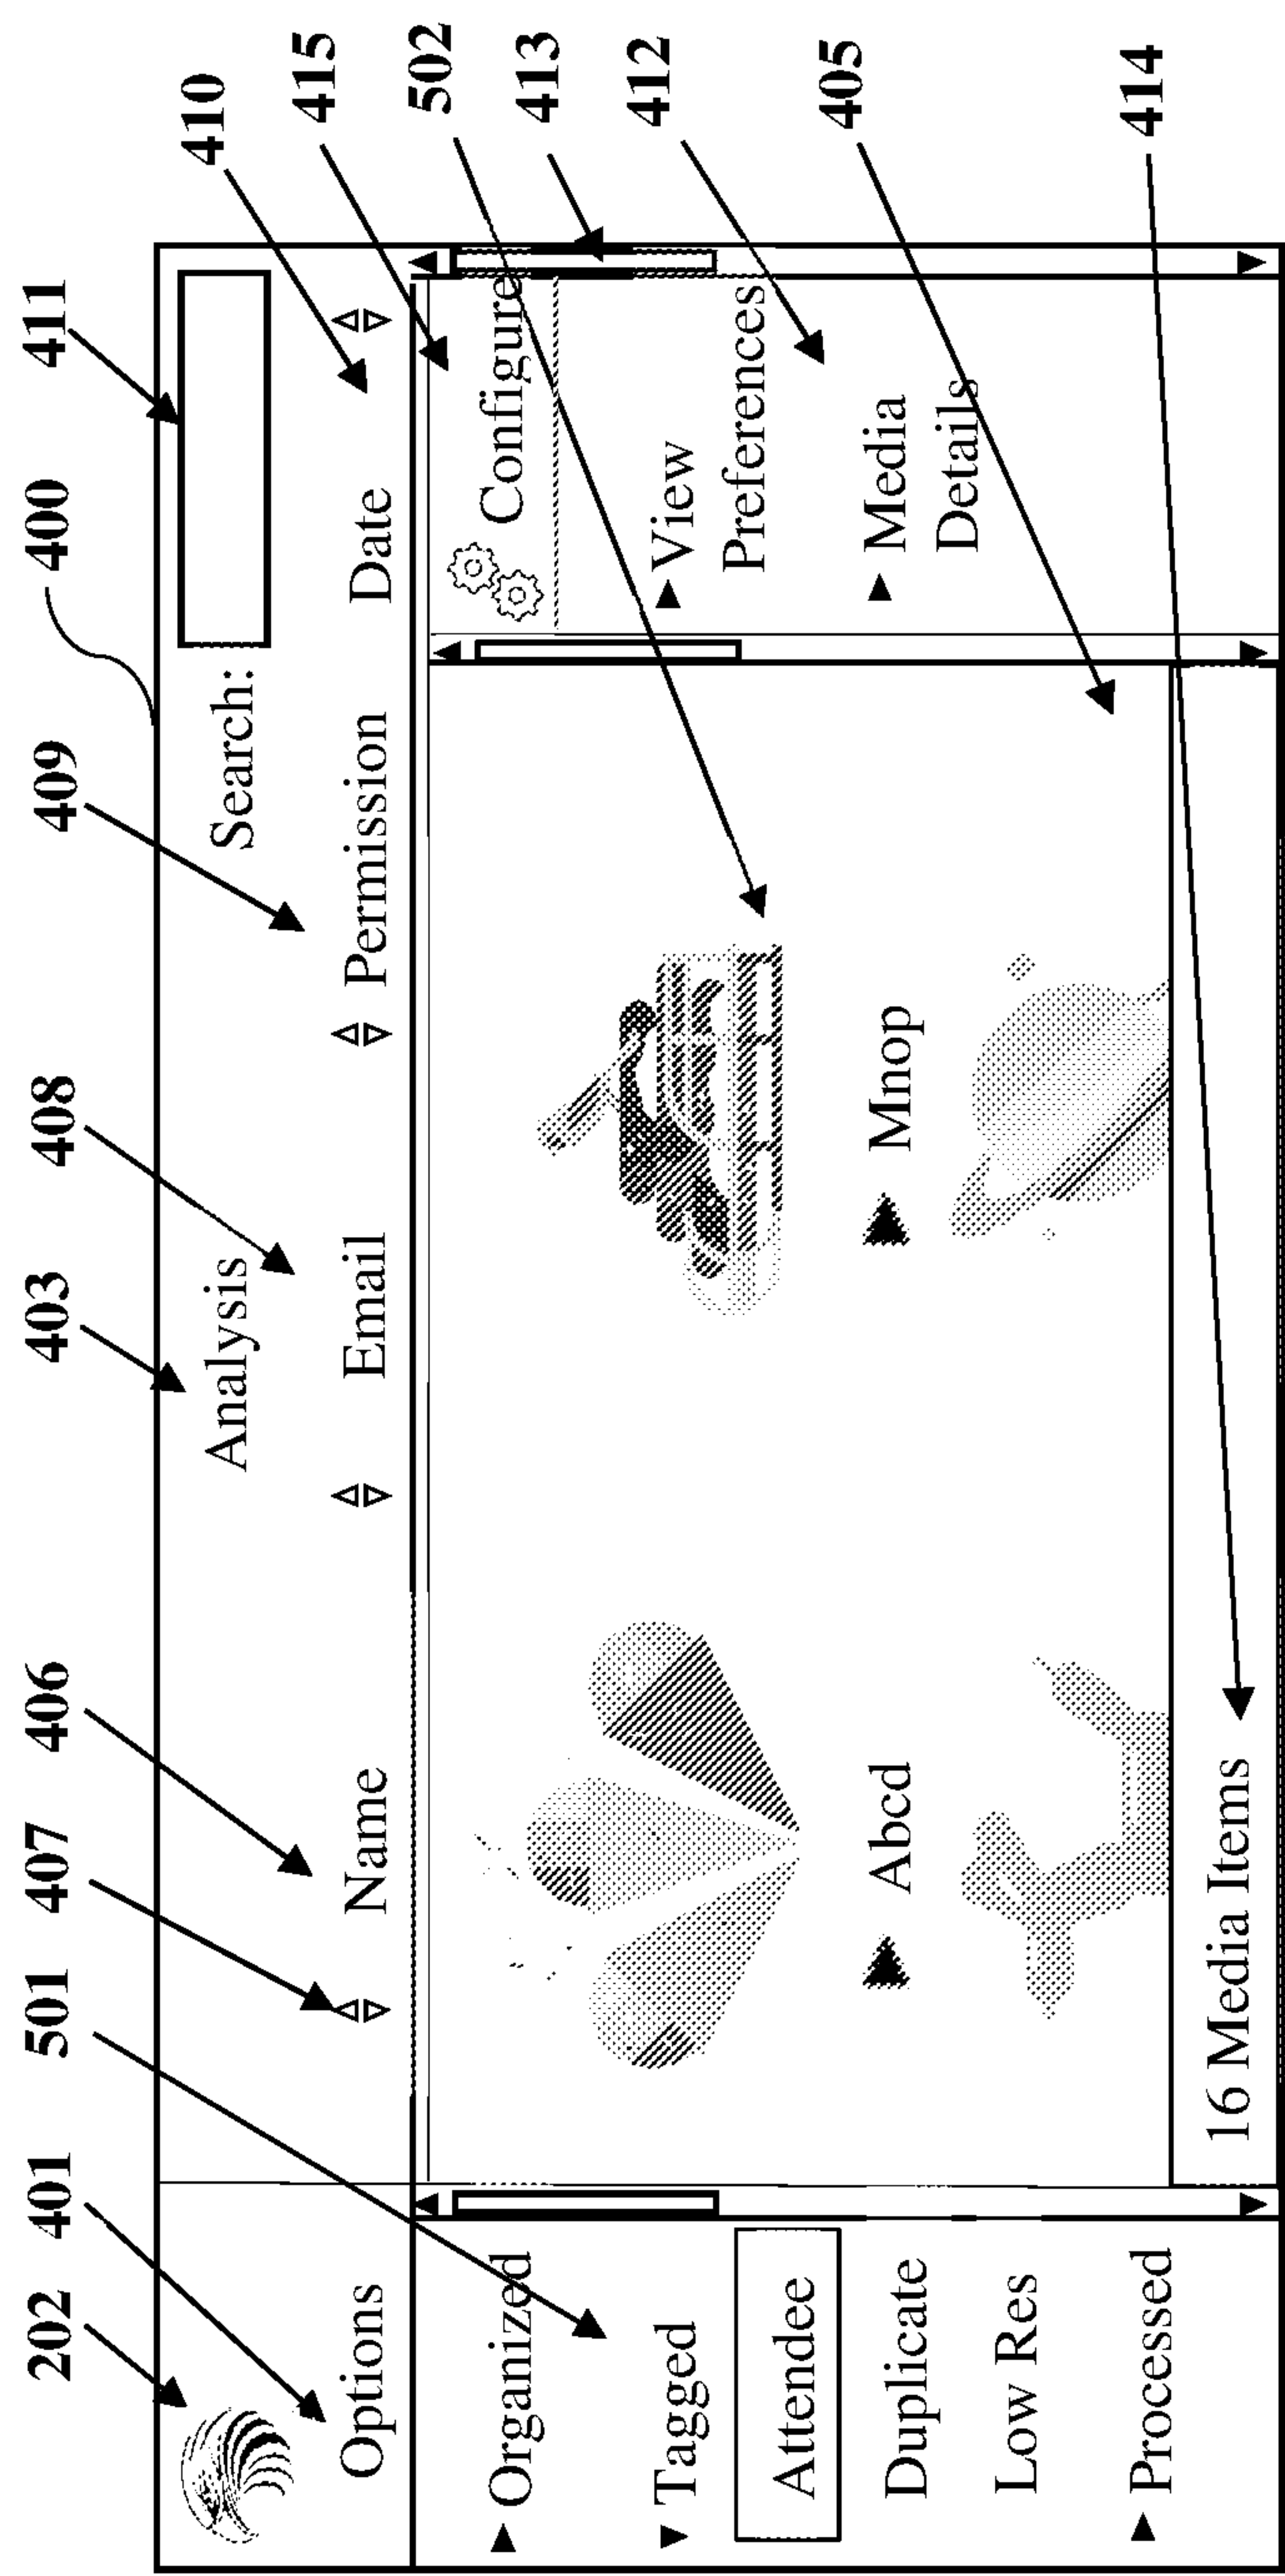 202
401
501
407
406
403
408
409
400
411
410
415
502
413
412
405
414
Analysis
Search:
Options
Name
Email
Permission
Date
Organized
Tagged
Attendee
Duplicate
Low Res
Processed
Abcd
Mnop
16 Media Items
Configure
View
Preferences
Media
Details